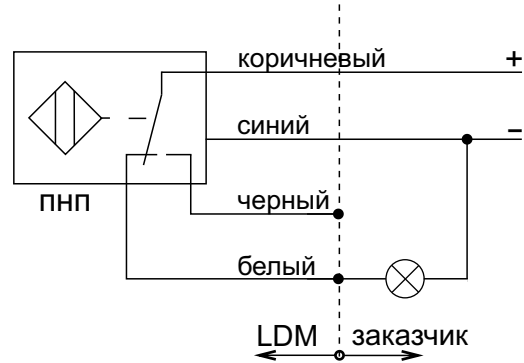 коричневый +
синий −
пнп
черный
белый
LDM заказчик